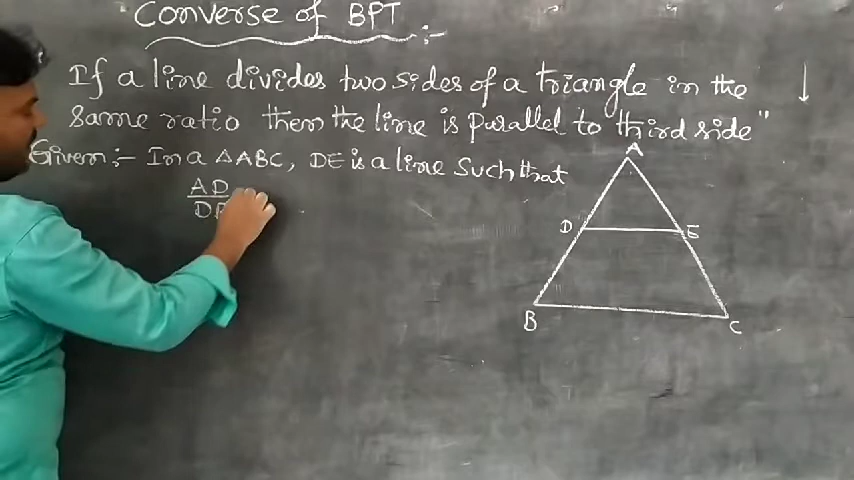 Converse of BPT :-
If a line divides two sides of a triangle in the ↓
same ratio then the line is parallel to third side"
Given :- In a △ABC, DE is a line such that
AD
D
A
D E
B C